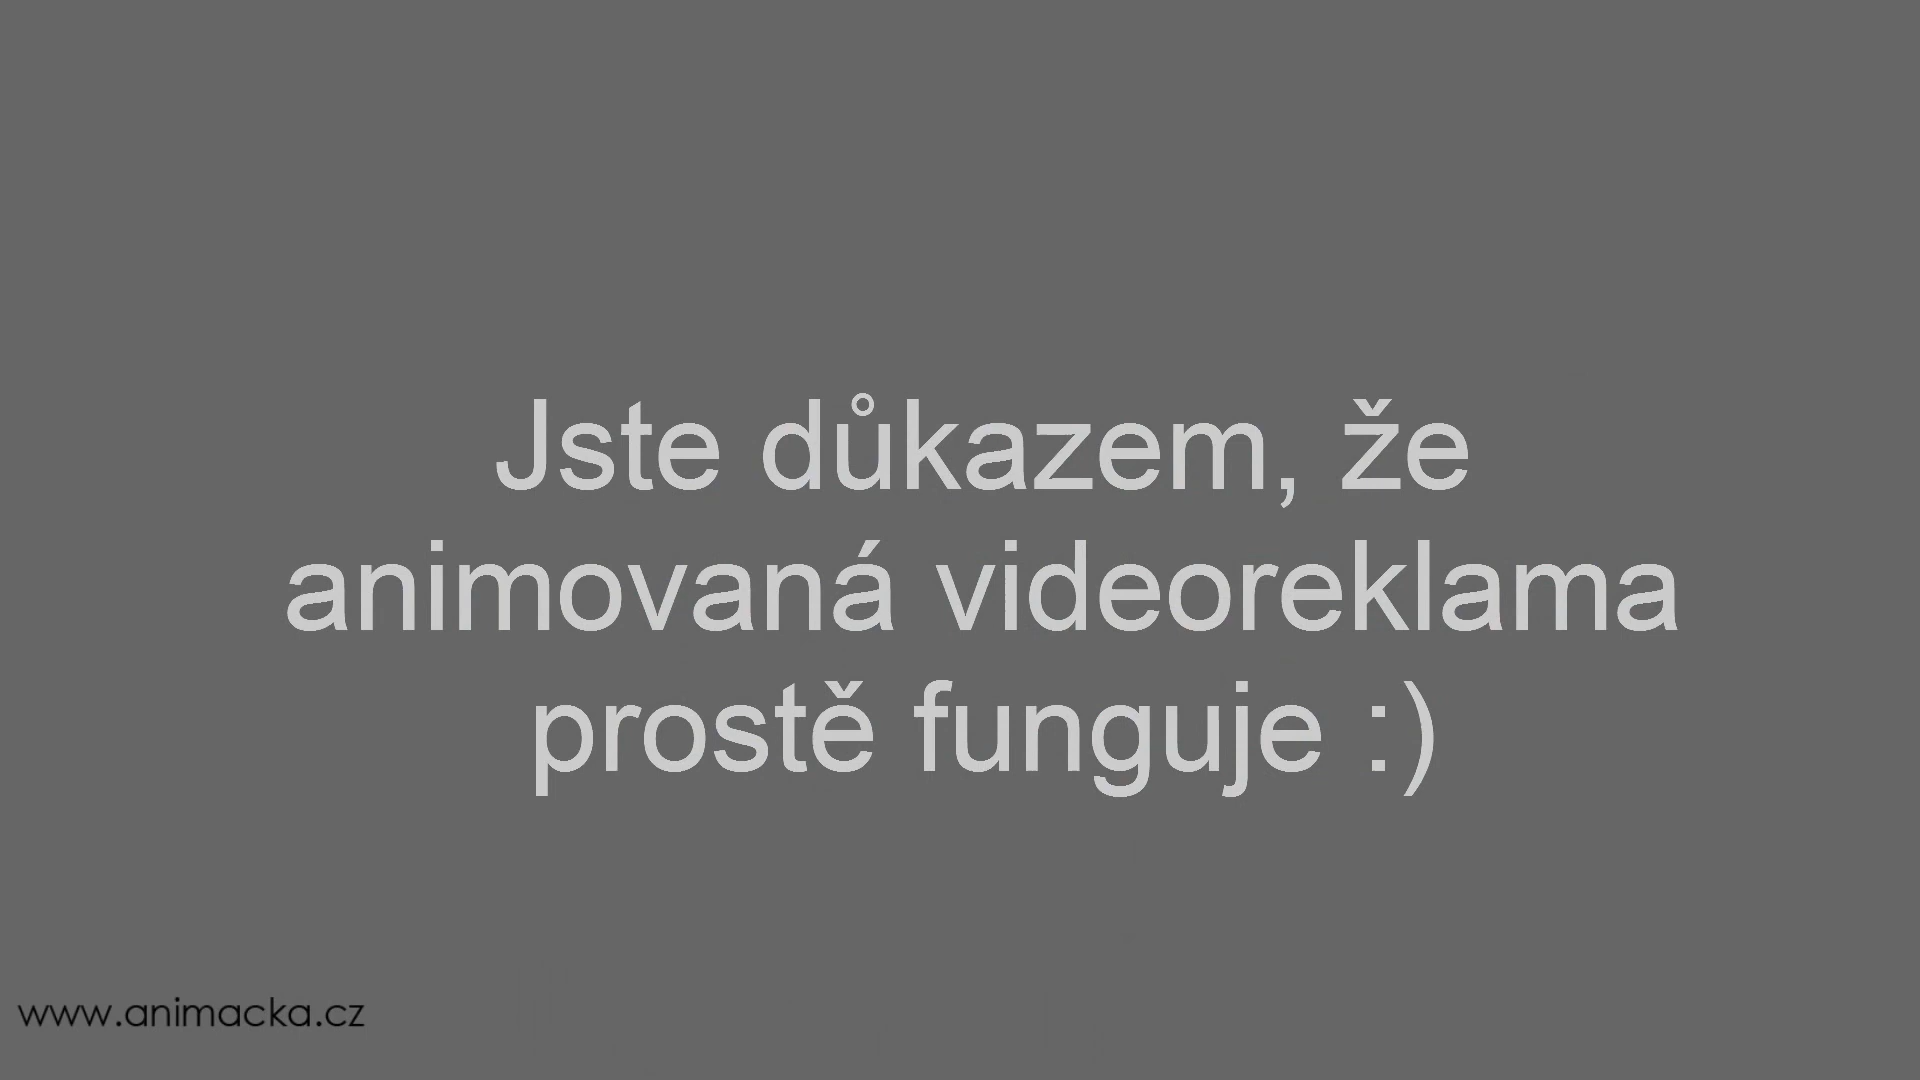 Jste důkazem, že
animovaná videoreklama
prostě funguje :)
www.animacka.cz